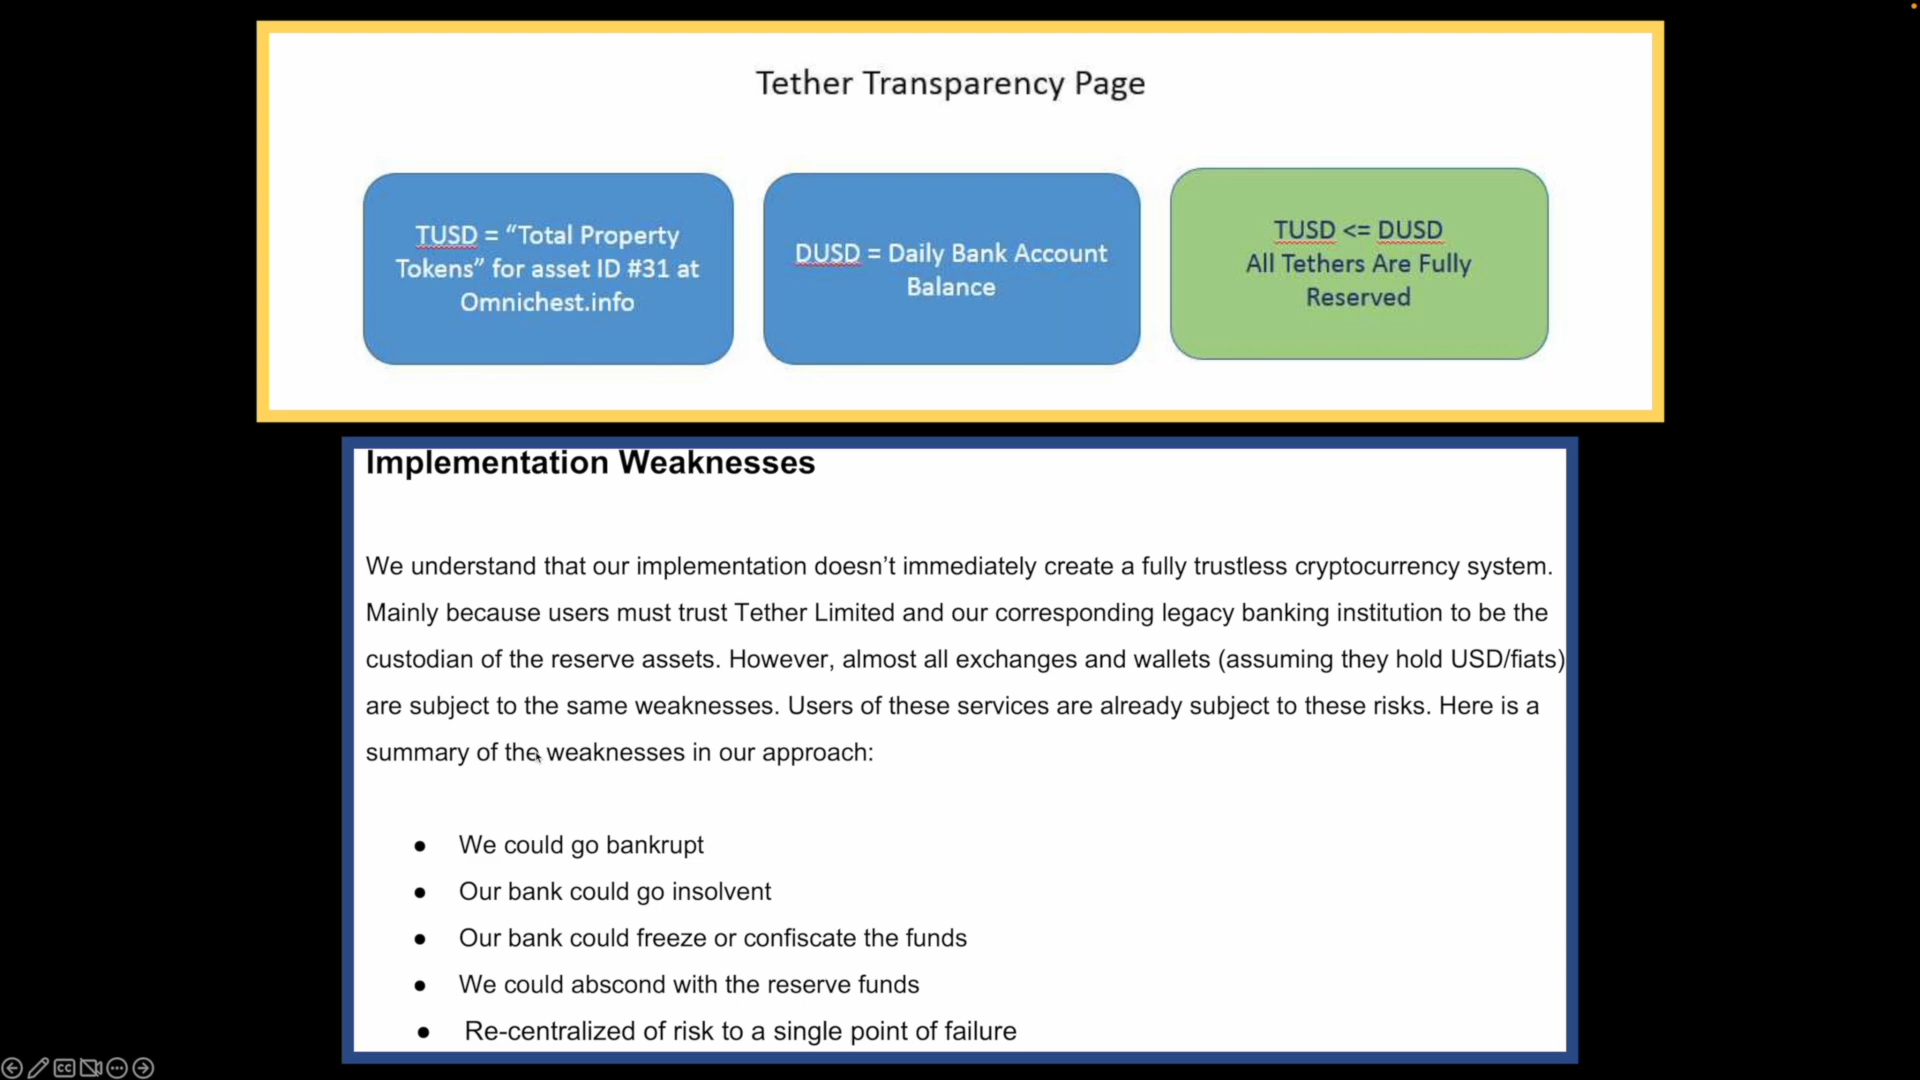 Tether Transparency Page
TUSD = “Total Property
Tokens” for asset ID #31 at
Omnichest.info
DUSD = Daily Bank Account
Balance
TUSD <= DUSD
All Tethers Are Fully
Reserved
Implementation Weaknesses
We understand that our implementation doesn’t immediately create a fully trustless cryptocurrency system.
Mainly because users must trust Tether Limited and our corresponding legacy banking institution to be the
custodian of the reserve assets. However, almost all exchanges and wallets (assuming they hold USD/fiats)
are subject to the same weaknesses. Users of these services are already subject to these risks. Here is a
summary of the weaknesses in our approach:
● We could go bankrupt
● Our bank could go insolvent
● Our bank could freeze or confiscate the funds
● We could abscond with the reserve funds
● Re-centralized of risk to a single point of failure
CC